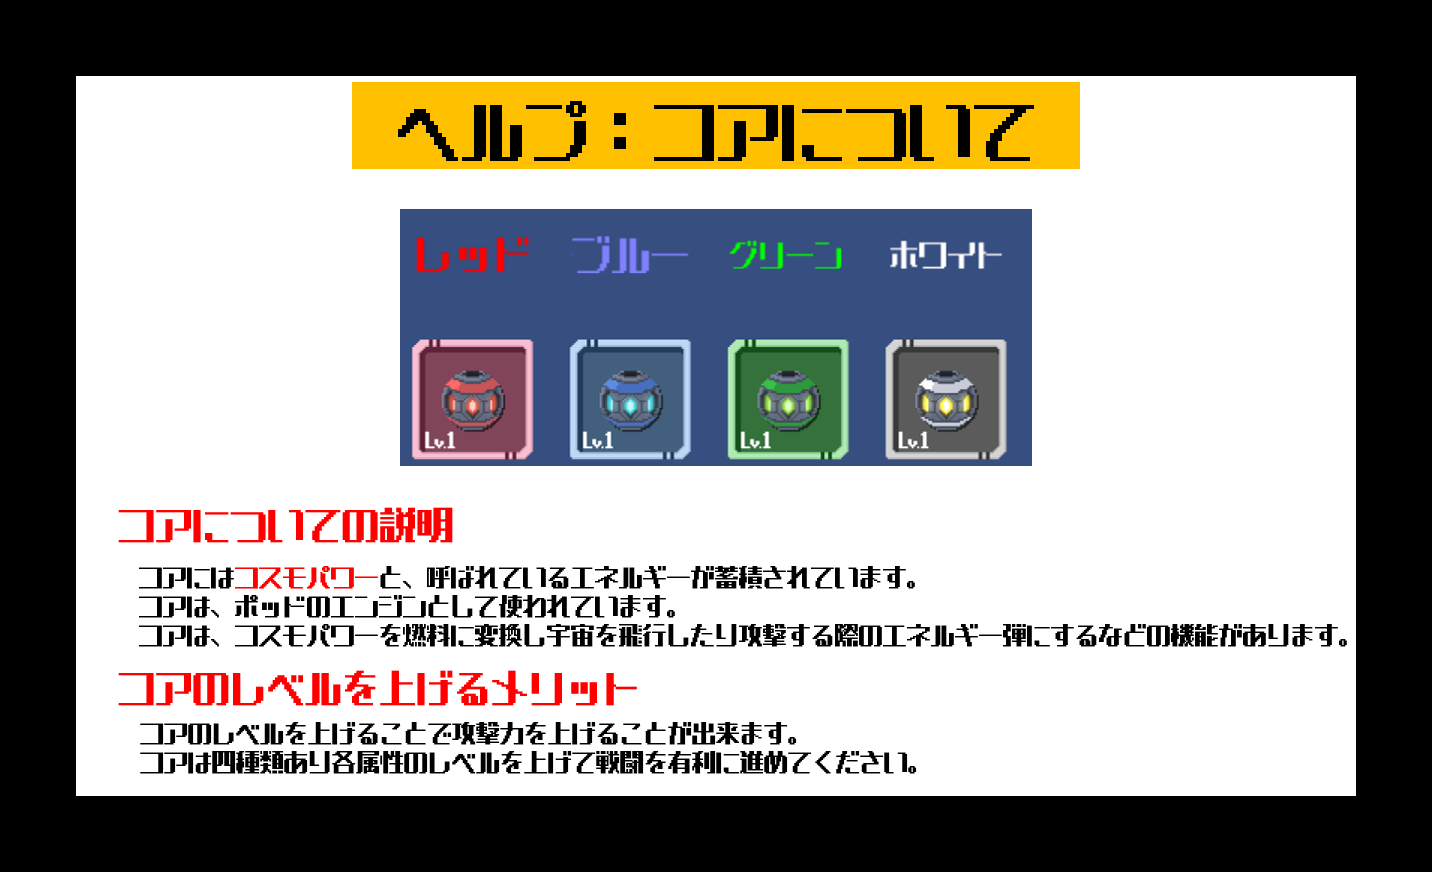 ヘルプ：コアについて
レッド ブルー グリーン ホワイト
Lv.1 Lv.1 Lv.1 Lv.1
コアについての説明
コアにはコスモパワーと、呼ばれているエネルギーが蓄積されています。
コアは、ポッドのエンジンとして使われています。
コアは、コスモパワーを燃料に変換し宇宙を飛行したり攻撃する際のエネルギー弾にするなどの機能があります。
コアのレベルを上げるメリット
コアのレベルを上げることで攻撃力を上げることが出来ます。
コアは四種類あり各属性のレベルを上げて戦闘を有利に進めてください。